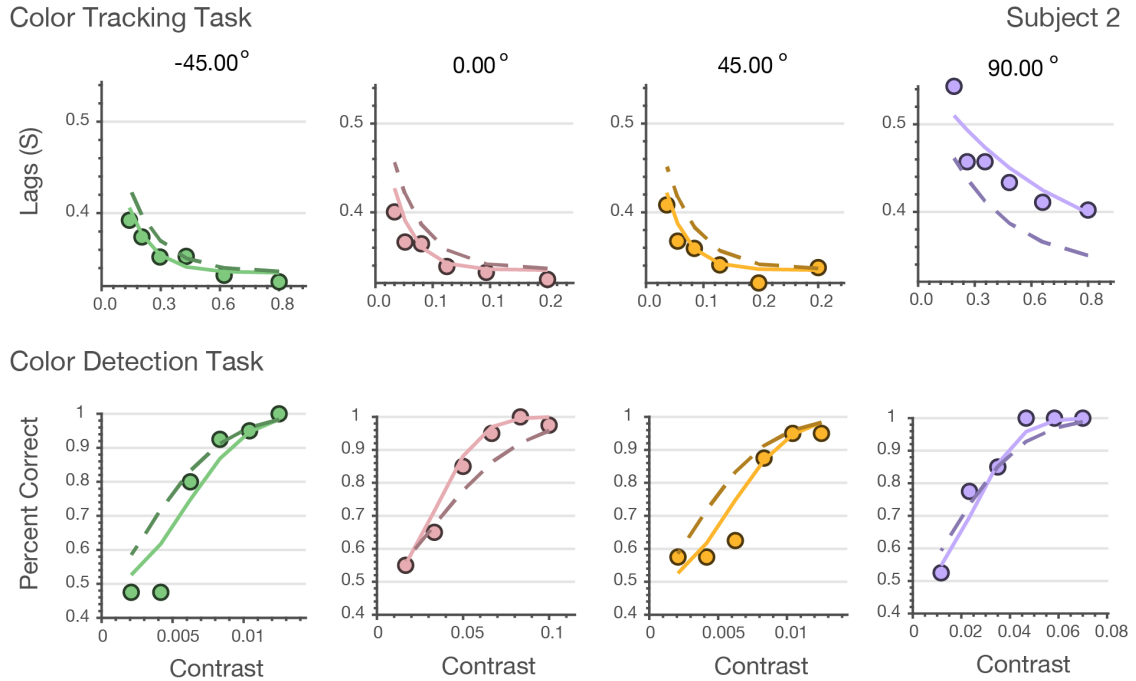 Color Tracking Task Subject 2
-45.00° 0.00° 45.00° 90.00°
Lags (S)
0.5 0.5 0.5 0.5
0.4 0.4 0.4 0.4
0.0 0.3 0.6 0.8 0.0 0.1 0.1 0.2 0.0 0.1 0.2 0.2 0.0 0.3 0.6 0.8
Color Detection Task
Percent Correct
1 1 1 1
0.9 0.9 0.9 0.9
0.8 0.8 0.8 0.8
0.7 0.7 0.7 0.7
0.6 0.6 0.6 0.6
0.5 0.5 0.5 0.5
0.4 0.4 0.4 0.4
0 0.005 0.01 0 0.05 0.1 0 0.005 0.01 0 0.02 0.04 0.06 0.08
Contrast Contrast Contrast Contrast